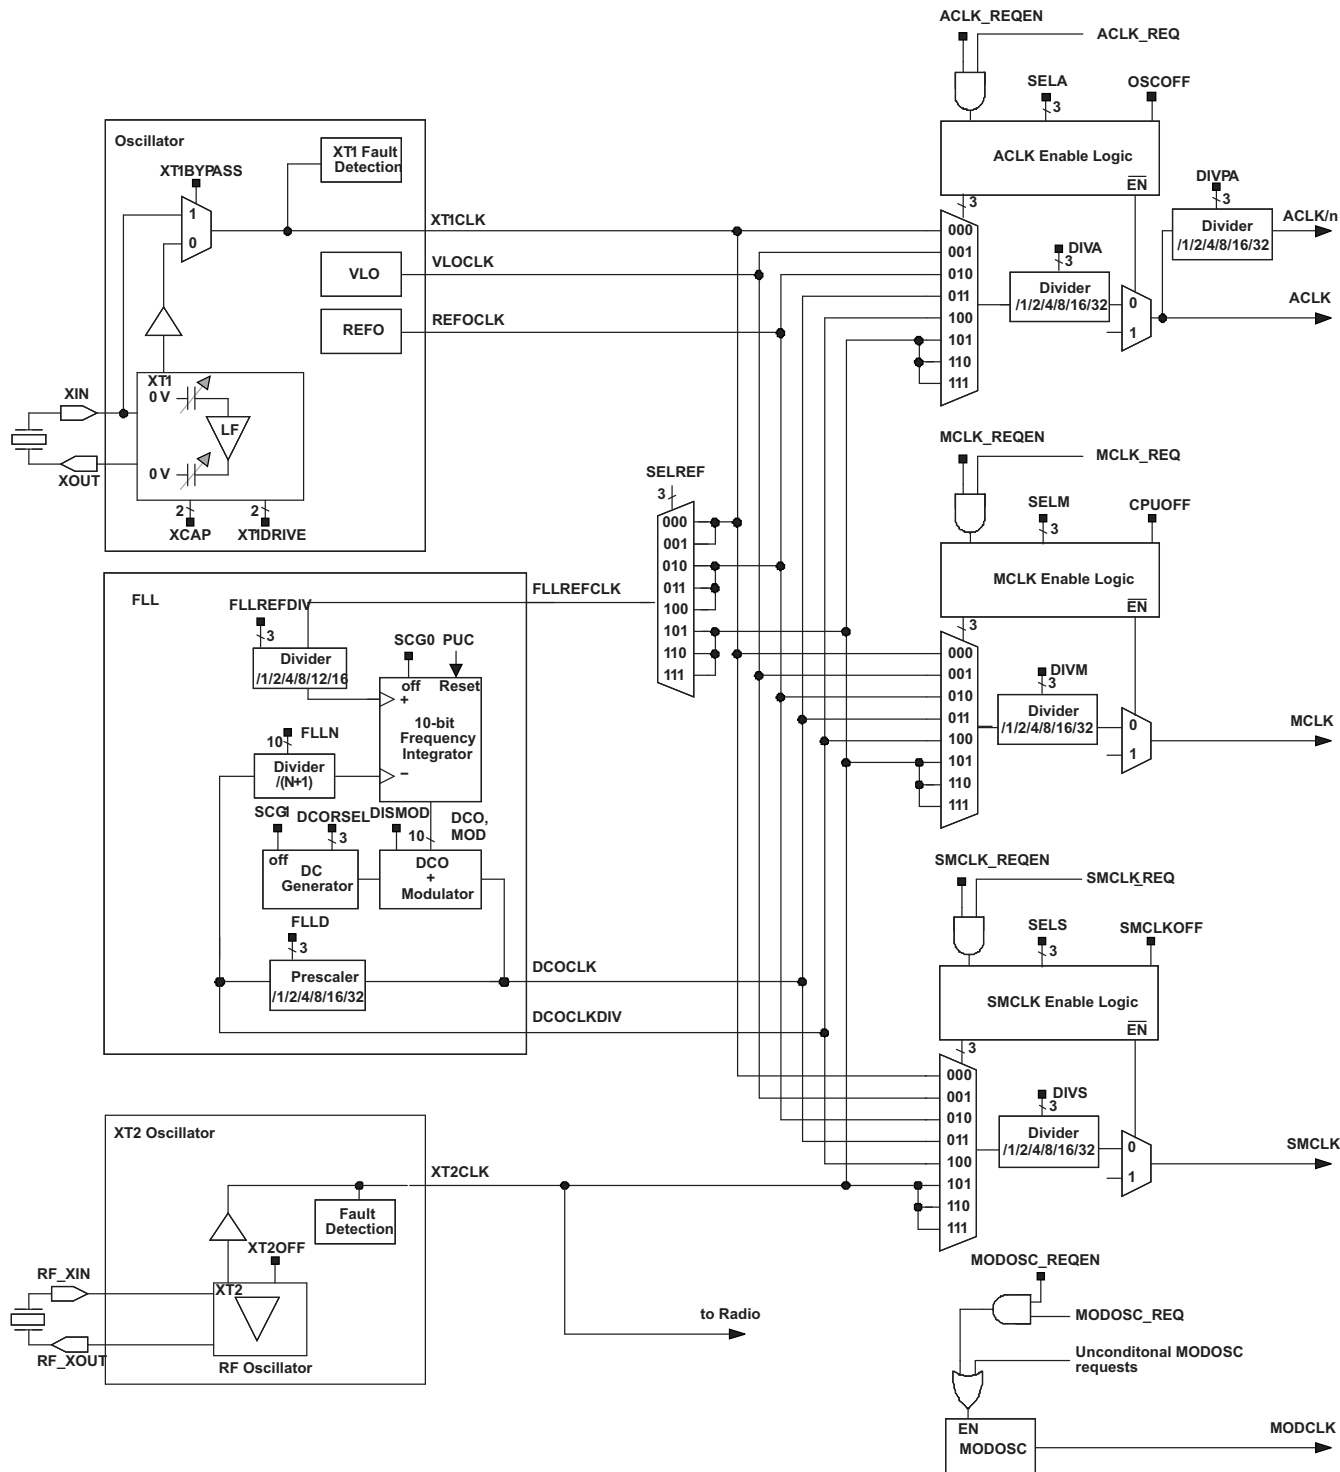 ACLK_REQEN
ACLK_REQ
SELA
3
OSCOFF
ACLK Enable Logic
EN
3
000
001
010
011
100
101
110
111
DIVA
3
Divider
/1/2/4/8/16/32
0
1
DIVPA
3
Divider
/1/2/4/8/16/32
ACLK/n
ACLK
Oscillator
XT1BYPASS
1
0
XT1 Fault
Detection
XT1CLK
VLO
VLOCLK
REFO
REFOCLK
XT1
0 V
LF
0 V
XIN
XOUT
2
XCAP
2
XT1DRIVE
SELREF
3
000
001
010
011
100
101
110
111
MCLK_REQEN
MCLK_REQ
SELM
3
CPUOFF
MCLK Enable Logic
EN
3
000
001
010
011
100
101
110
111
DIVM
3
Divider
/1/2/4/8/16/32
0
1
MCLK
FLL
FLLREFCLK
FLLREFDIV
3
Divider
/1/2/4/8/12/16
SCG0
PUC
off
Reset
+
10-bit
Frequency
Integrator
−
FLLN
10
Divider
/(N+1)
SCG1
DCORSEL
3
DISMOD
10
DCO,
MOD
off
DC
Generator
DCO
+
Modulator
FLLD
3
Prescaler
/1/2/4/8/16/32
DCOCLK
DCOCLKDIV
SMCLK_REQEN
SMCLK_REQ
SELS
3
SMCLKOFF
SMCLK Enable Logic
EN
3
000
001
010
011
100
101
110
111
DIVS
3
Divider
/1/2/4/8/16/32
0
1
SMCLK
XT2 Oscillator
XT2CLK
Fault
Detection
XT2OFF
XT2
RF_XIN
RF_XOUT
RF Oscillator
to Radio
MODOSC_REQEN
MODOSC_REQ
Unconditonal MODOSC
requests
EN
MODOSC
MODCLK